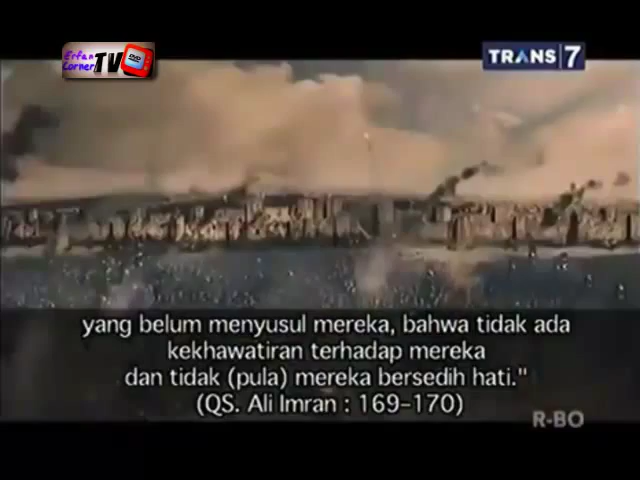 Erfan
Corner TV
DVD
TRANS 7
yang belum menyusul mereka, bahwa tidak ada
kekhawatiran terhadap mereka
dan tidak (pula) mereka bersedih hati."
(QS. Ali Imran : 169-170)
R-BO